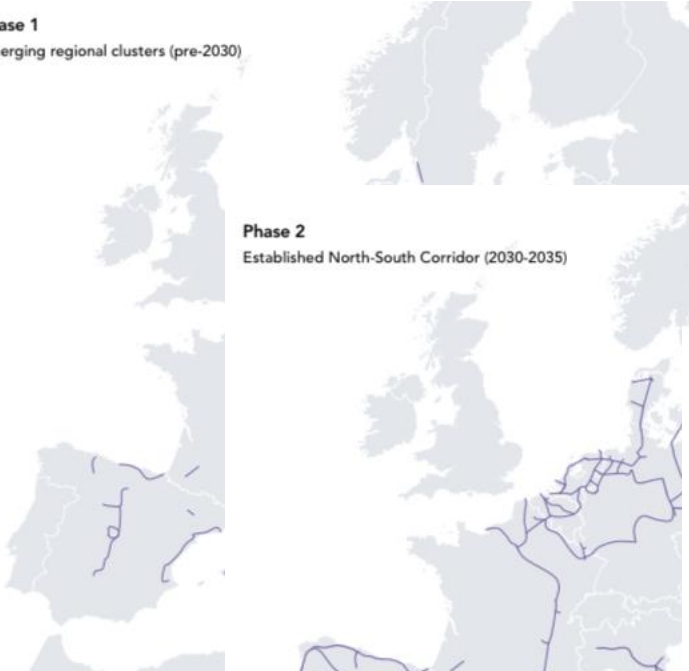 ase 1
erging regional clusters (pre-2030)
Phase 2
Established North-South Corridor (2030-2035)